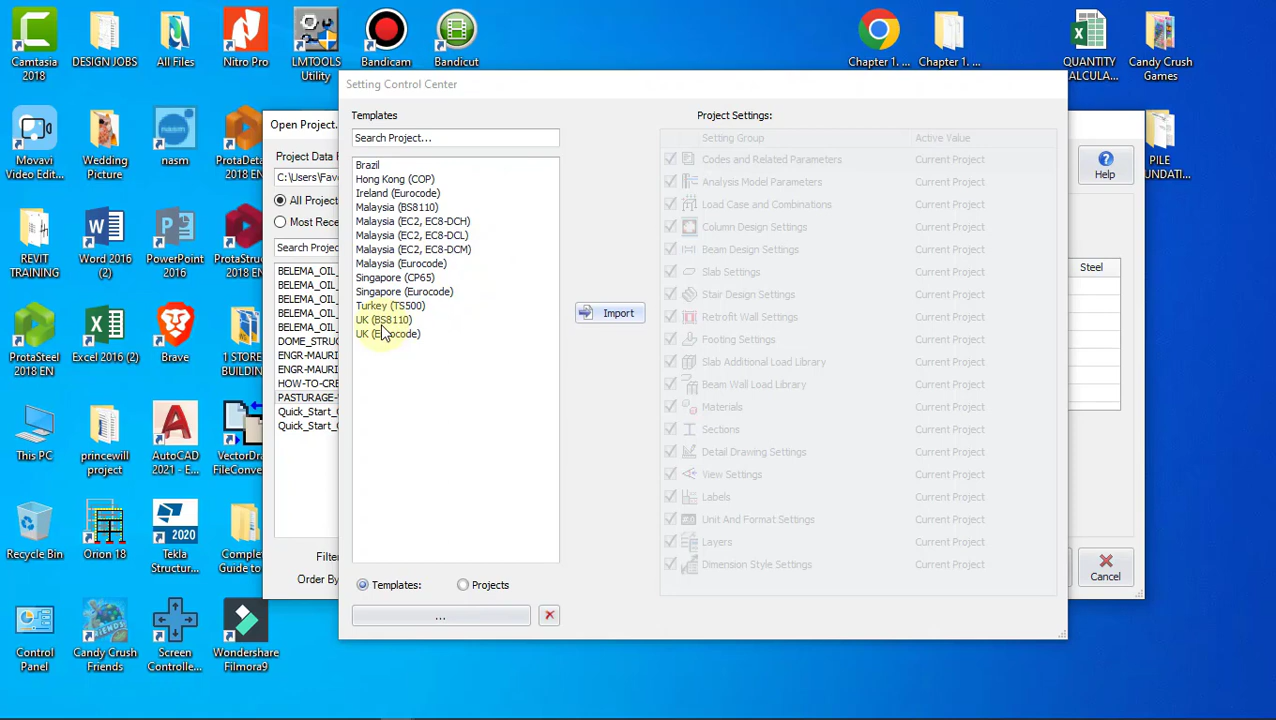 Camtasia 2018
DESIGN JOBS
All Files
Nitro Pro
LMTOOLS Utility
Bandicam
Bandicut
Chapter 1. ...
Chapter 1. ...
QUANTITY CALCULA...
Candy Crush Games
Movavi Video Edit...
Wedding Picture
nasm
ProtaDeta
2018 EN
PILE
UNDATI...
REVIT TRAINING
Word 2016 (2)
PowerPoint 2016
2018 EN
ProtaSteel 2018 EN
Excel 2016 (2)
Brave
1 STORE
BUILDING
This PC
princewill project
AutoCAD 2021 - E...
VectorDra
FileConver
Recycle Bin
Orion 18
Tekla Structur...
Complet
Guide to
Control Panel
Candy Crush Friends
Screen Controlle...
Wondershare Filmora9
Open Project.
Project Data F
C:\Users\Fav
All Project
Most Rece
Search Projec
BELEMA_OIL_
BELEMA_OIL_
BELEMA_OIL_
BELEMA_OIL_
BELEMA_OIL_
DOME_STRUC
ENGR-MAURI
ENGR-MAURI
HOW-TO-CRE
PASTURAGE-
Quick_Start_
Quick_Start_
Filte
Order By
Help
Steel
Cancel
Setting Control Center
Templates
Search Project...
Brazil
Hong Kong (COP)
Ireland (Eurocode)
Malaysia (BS8110)
Malaysia (EC2, EC8-DCH)
Malaysia (EC2, EC8-DCL)
Malaysia (EC2, EC8-DCM)
Malaysia (Eurocode)
Singapore (CP65)
Singapore (Eurocode)
Turkey (TS500)
UK (BS8110)
UK (Eurocode)
Templates:
Projects
...
Import
Project Settings:
Setting Group Active Value
Codes and Related Parameters Current Project
Analysis Model Parameters Current Project
Load Case and Combinations Current Project
Column Design Settings Current Project
Beam Design Settings Current Project
Slab Settings Current Project
Stair Design Settings Current Project
Retrofit Wall Settings Current Project
Footing Settings Current Project
Slab Additional Load Library Current Project
Beam Wall Load Library Current Project
Materials Current Project
Sections Current Project
Detail Drawing Settings Current Project
View Settings Current Project
Labels Current Project
Unit And Format Settings Current Project
Layers Current Project
Dimension Style Settings Current Project